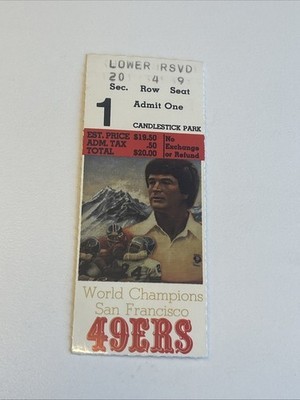 LOWER RSVD
20 4 9
Sec. Row Seat
1 Admit One
CANDLESTICK PARK
EST. PRICE $19.50
ADM. TAX .50
TOTAL $20.00
No
Exchange
or Refund
World Champions
San Francisco
49ERS